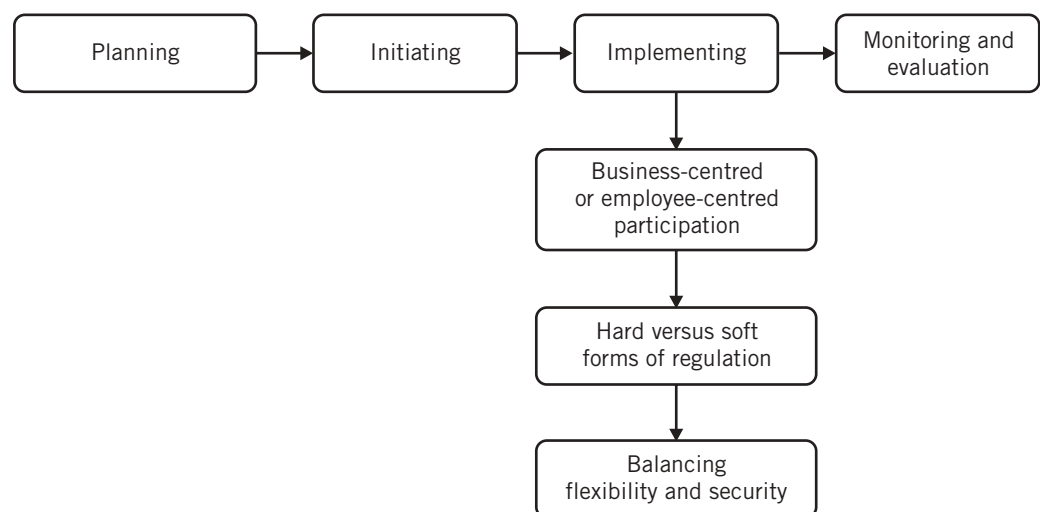 Planning
Initiating
Implementing
Monitoring and
evaluation
Business-centred
or employee-centred
participation
Hard versus soft
forms of regulation
Balancing
flexibility and security